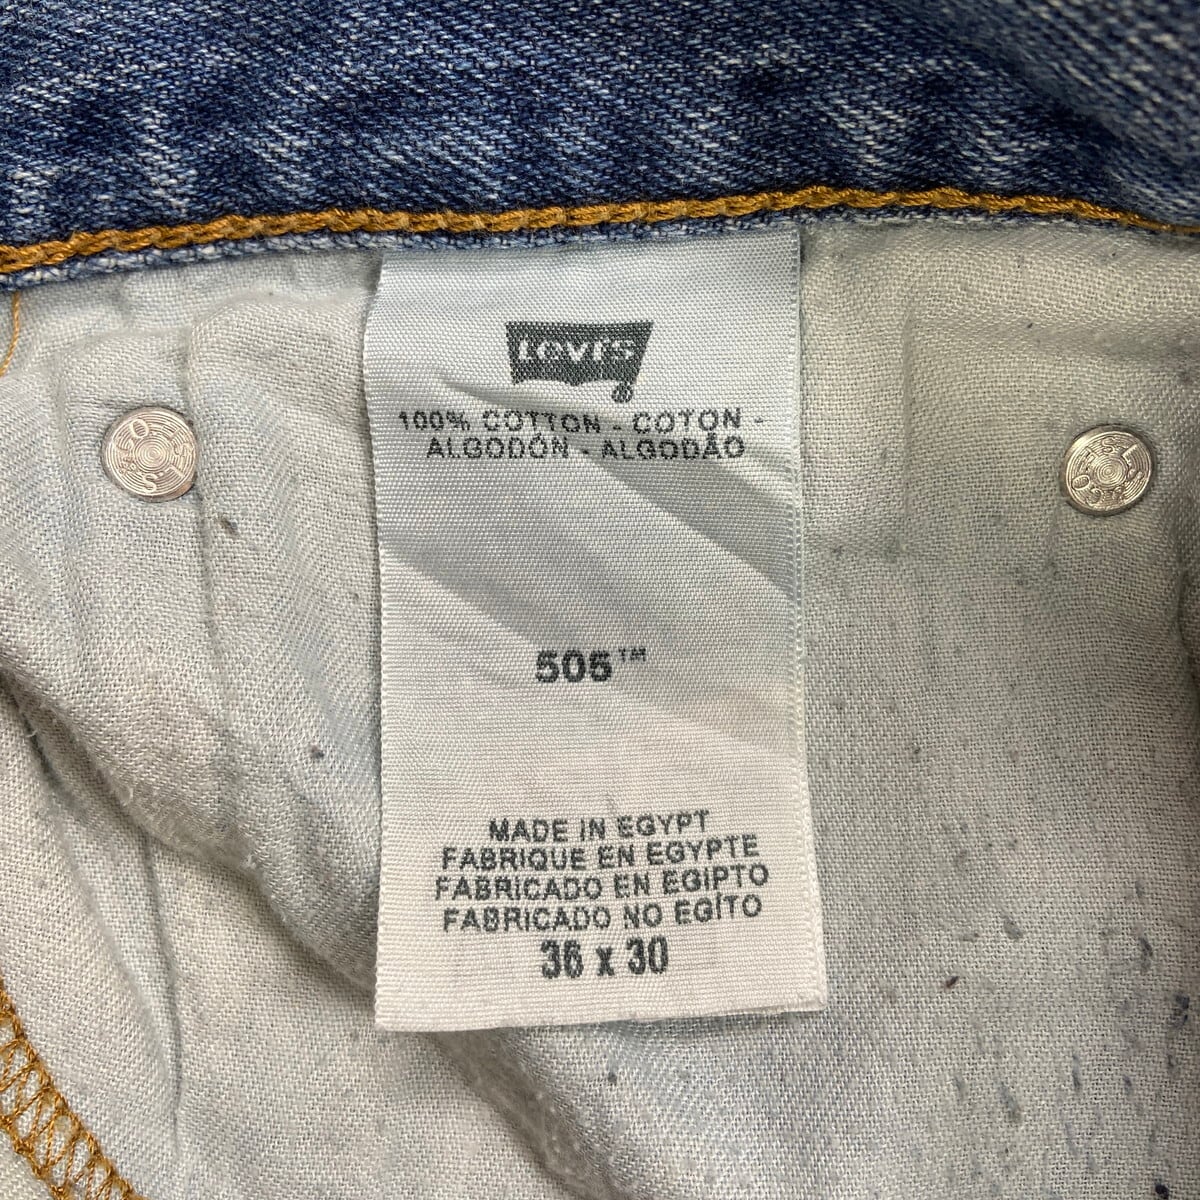 Levi's®
100% COTTON - COTON -
ALGODÓN - ALGODÃO
505™
MADE IN EGYPT
FABRIQUE EN EGYPTE
FABRICADO EN EGIPTO
FABRICADO NO EGÍTO
36 x 30